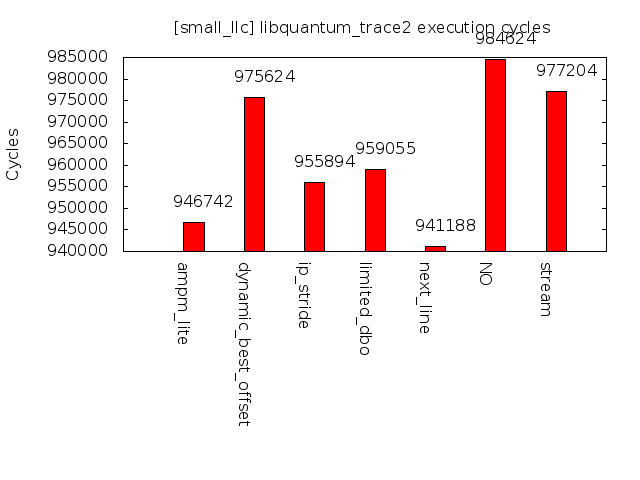 [small_llc] libquantum_trace2 execution cycles
Cycles
985000
980000
975000
970000
965000
960000
955000
950000
945000
940000
946742
975624
955894
959055
941188
984624
977204
ampm_lite
dynamic_best_offset
ip_stride
limited_dbo
next_line
NO
stream